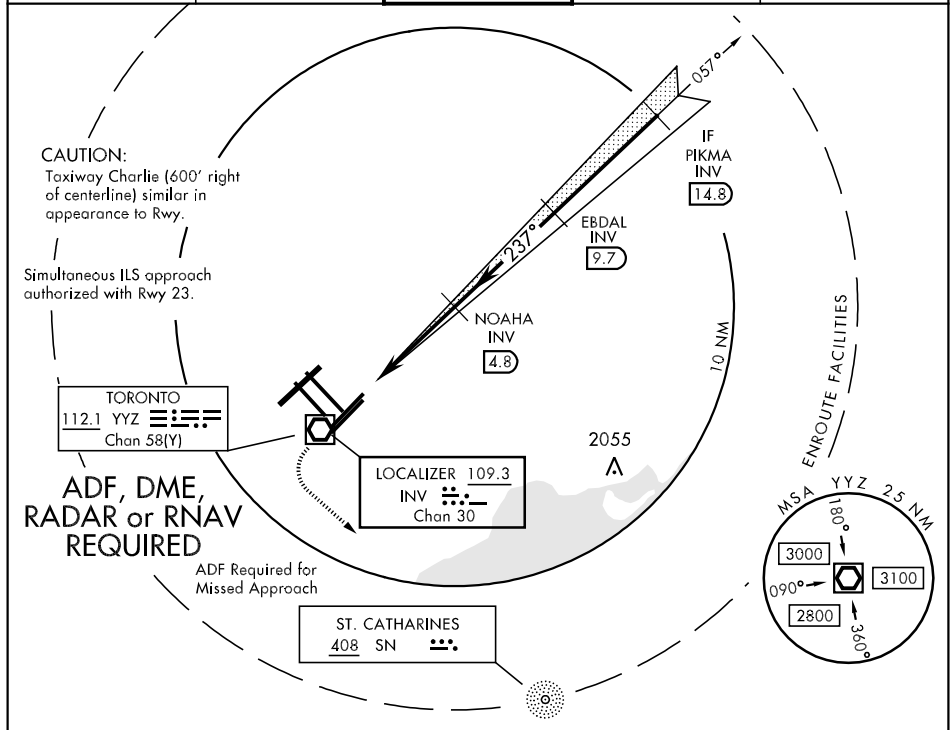 057°
IF
PIKMA
INV
14.8
CAUTION:
Taxiway Charlie (600' right
of centerline) similar in
appearance to Rwy.
EBDAL
INV
9.7
237°
Simultaneous ILS approach
authorized with Rwy 23.
NOAHA
INV
4.8
10 NM
ENROUTE FACILITIES
TORONTO
112.1 YYZ
Chan 58(Y)
2055
LOCALIZER 109.3
INV
Chan 30
ADF, DME,
RADAR or RNAV
REQUIRED
ADF Required for
Missed Approach
MSA YYZ 25 NM
180°
3000
3100
090°
2800
360°
ST. CATHARINES
408 SN